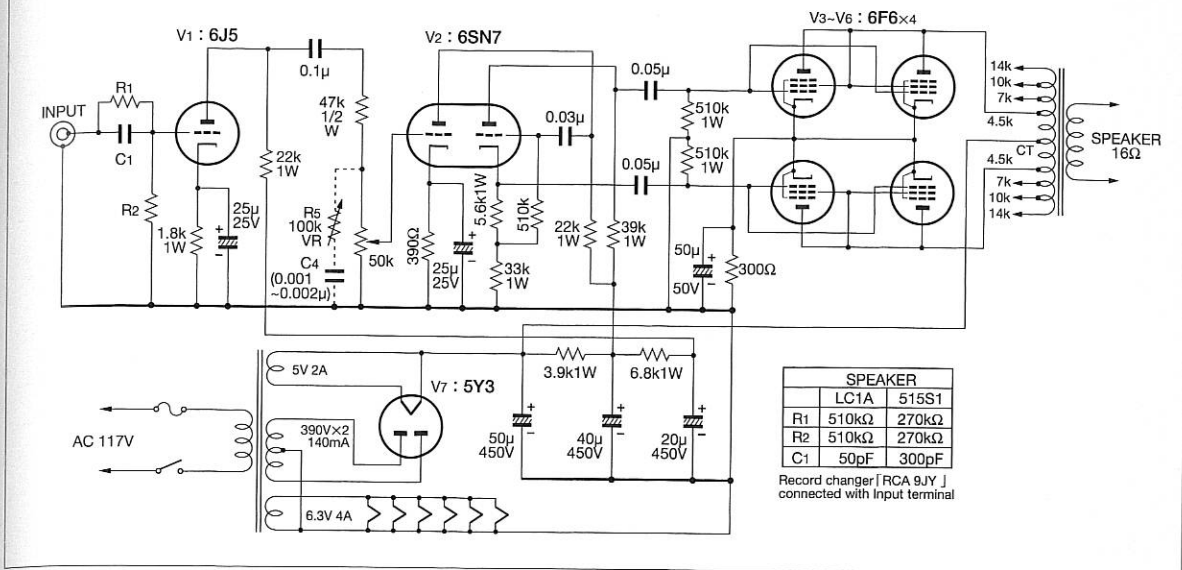 V1 : 6J5
V2 : 6SN7
V3~V6 : 6F6×4
INPUT
R1
C1
R2
1.8k
1W
25µ
25V
22k
1W
0.1µ
47k
1/2
W
R5
100k
VR
C4
(0.001
~0.002µ)
50k
390Ω
25µ
25V
5.6k1W
33k
1W
510k
0.03µ
22k
1W
39k
1W
0.05µ
0.05µ
510k
1W
510k
1W
50µ
50V
300Ω
14k
10k
7k
4.5k
CT
4.5k
7k
10k
14k
SPEAKER
16Ω
AC 117V
5V 2A
390V×2
140mA
6.3V 4A
V7 : 5Y3
3.9k1W
6.8k1W
50µ
450V
40µ
450V
20µ
450V
SPEAKER
LC1A 515S1
R1 510kΩ 270kΩ
R2 510kΩ 270kΩ
C1 50pF 300pF
Record changer「RCA 9JY」
connected with Input terminal